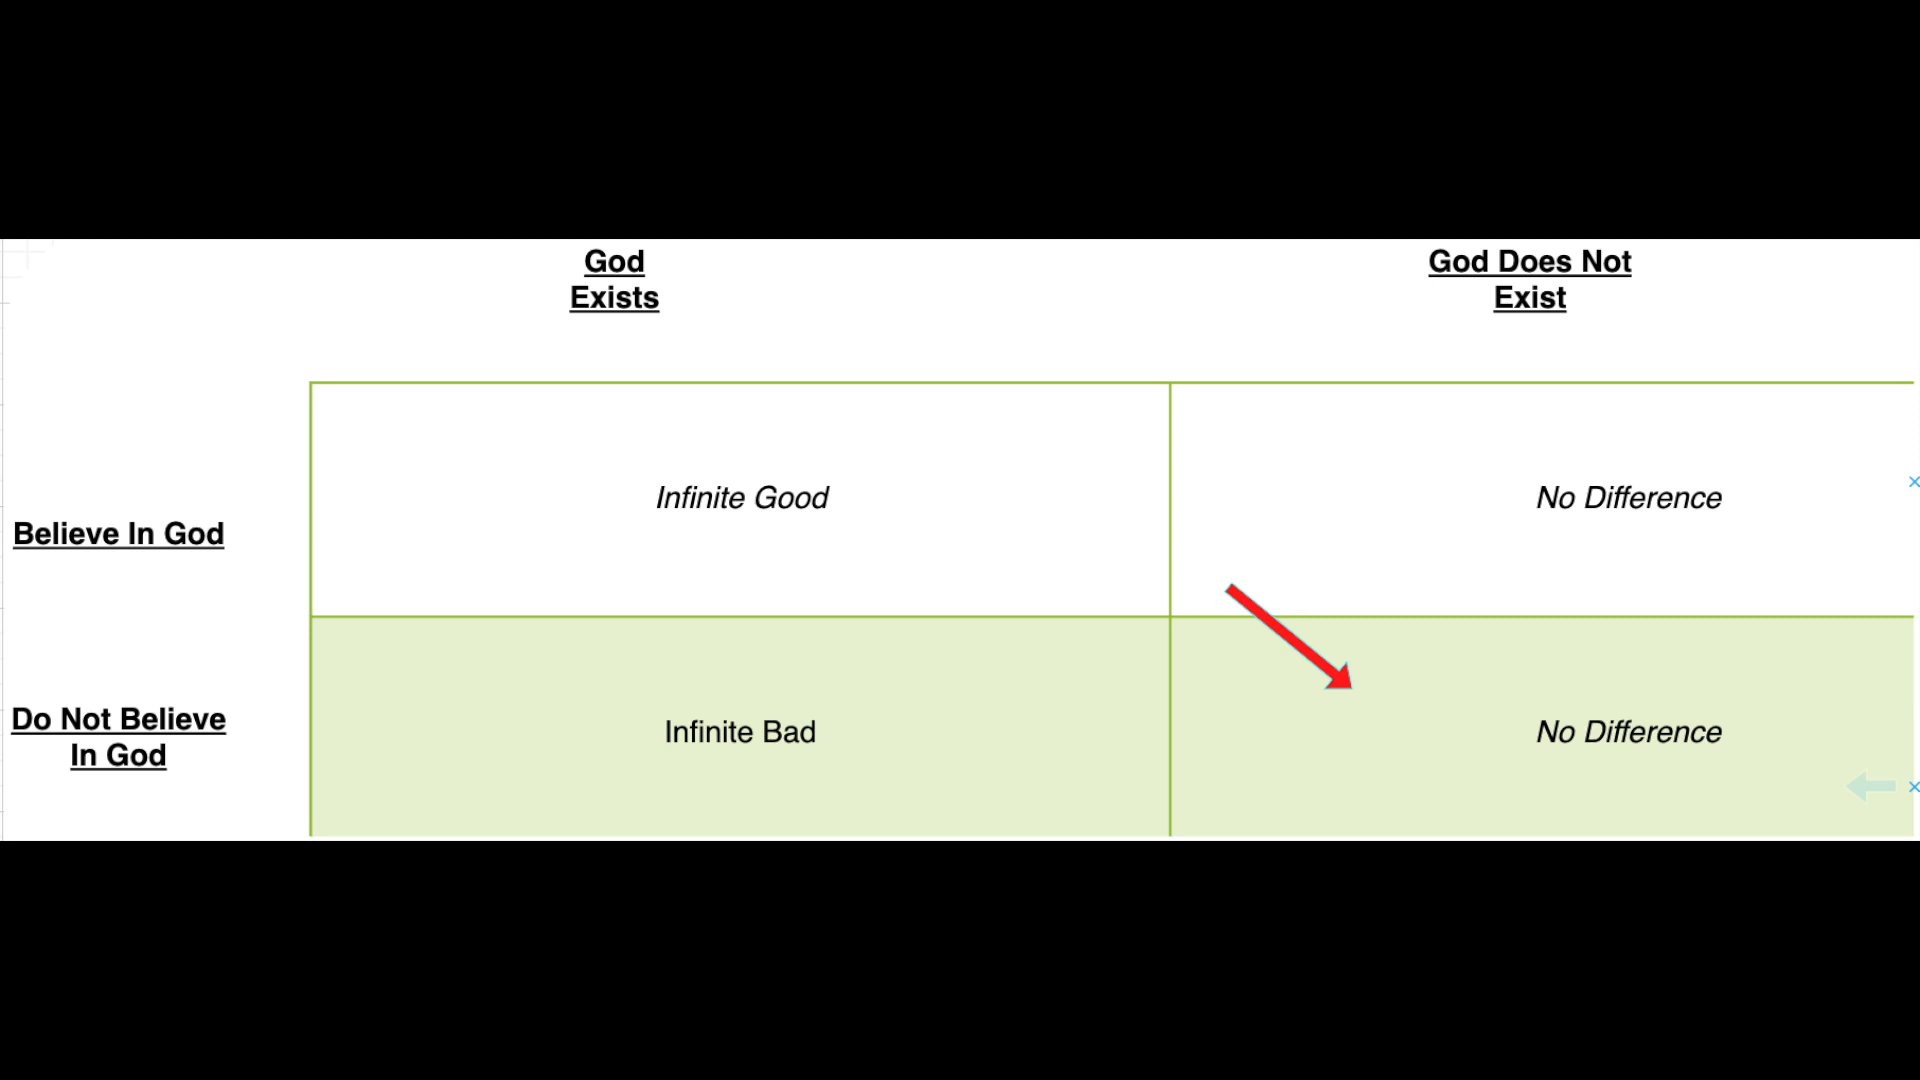 God
Exists
God Does Not
Exist
Believe In God
Infinite Good
No Difference
Do Not Believe
In God
Infinite Bad
No Difference